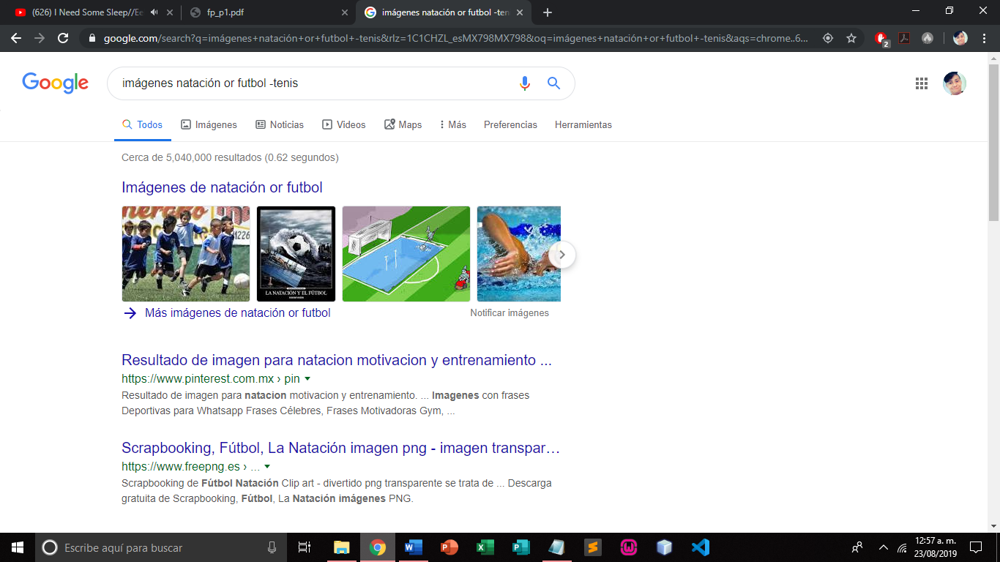 (626) I Need Some Sleep//Ee
fp_p1.pdf
imágenes natación or futbol -ten
google.com/search?q=imágenes+natación+or+futbol+-tenis&rlz=1C1CHZL_esMX798MX798&oq=imágenes+natación+or+futbol+-tenis&aqs=chrome..6...
2
Google
imágenes natación or futbol -tenis
Todos
Imágenes
Noticias
Videos
Maps
Más
Preferencias
Herramientas
Cerca de 5,040,000 resultados (0.62 segundos)
Imágenes de natación or futbol
1226
LA NATACION Y EL FÚTBOL
Más imágenes de natación or futbol
Notificar imágenes
Resultado de imagen para natacion motivacion y entrenamiento ...
https://www.pinterest.com.mx › pin
Resultado de imagen para natacion motivacion y entrenamiento. ... Imagenes con frases
Deportivas para Whatsapp Frases Célebres, Frases Motivadoras Gym, ...
Scrapbooking, Fútbol, La Natación imagen png - imagen transpar…
https://www.freepng.es › ...
Scrapbooking de Fútbol Natación Clip art - divertido png transparente se trata de ... Descarga
gratuita de Scrapbooking, Fútbol, La Natación imágenes PNG.
Escribe aquí para buscar
12:57 a. m.
23/08/2019